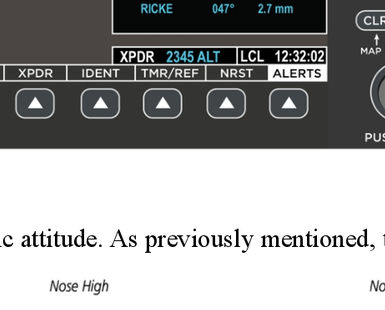 RICKE 047° 2.7 mm
XPDR 2345 ALT LCL 12:32:02
XPDR IDENT TMR/REF NRST ALERTS
CLR
MAP
PUS
c attitude. As previously mentioned, t
Nose High No